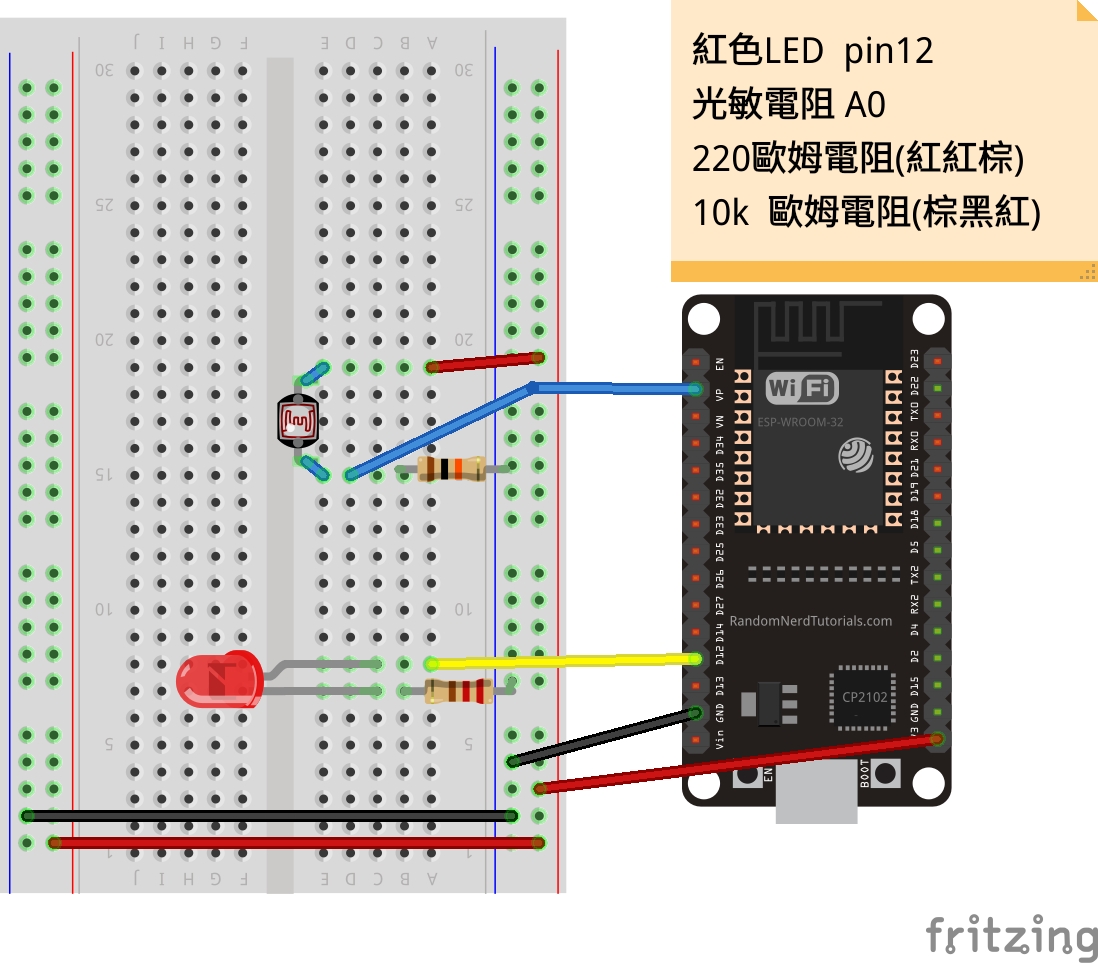 紅色LED  pin12
光敏電阻 A0
220歐姆電阻(紅紅棕)
10k  歐姆電阻(棕黑紅)
J I H G F E D C B A
30 30
25 25
20 20
15 15
10 10
5 5
1 1
J I H G F E D C B A
EN
VP
VN
D34
D35
D32
D33
D25
D26
D27
D14
D12
D13
GND
Vin
D23
D22
TX0
RX0
D21
D19
D18
D5
TX2
RX2
D4
D2
D15
GND
WiFi
ESP-WROOM-32
RandomNerdTutorials.com
CP2102
EN
BOOT
fritzing